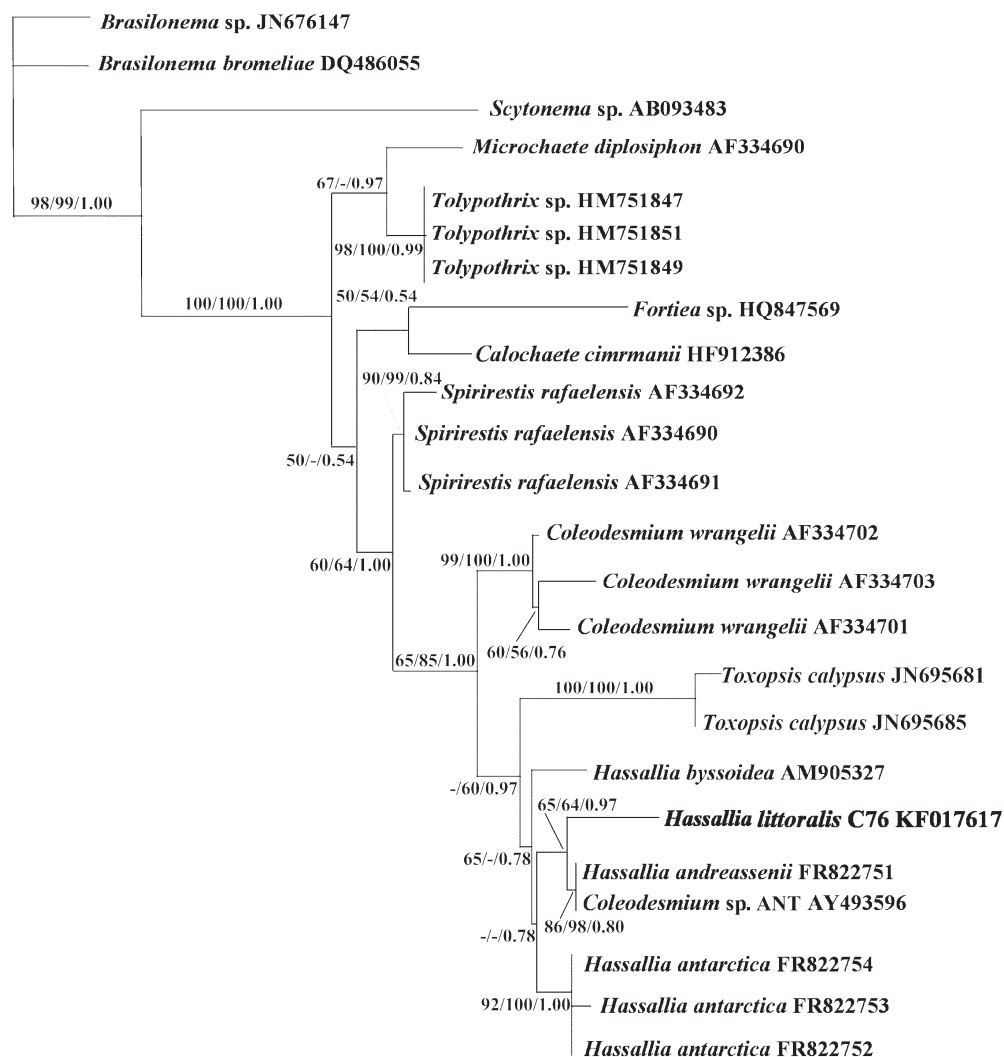 Brasilonema sp. JN676147
Brasilonema bromeliae DQ486055
Scytonema sp. AB093483
Microchaete diplosiphon AF334690
67/-/0.97
Tolypothrix sp. HM751847
98/99/1.00
Tolypothrix sp. HM751851
98/100/0.99
Tolypothrix sp. HM751849
100/100/1.00
50/54/0.54
Fortiea sp. HQ847569
Calochaete cimrmanii HF912386
90/99/0.84
Spirirestis rafaelensis AF334692
Spirirestis rafaelensis AF334690
50/-/0.54
Spirirestis rafaelensis AF334691
Coleodesmium wrangelii AF334702
60/64/1.00
99/100/1.00
Coleodesmium wrangelii AF334703
Coleodesmium wrangelii AF334701
60/56/0.76
65/85/1.00
Toxopsis calypsus JN695681
100/100/1.00
Toxopsis calypsus JN695685
Hassallia byssoidea AM905327
-/60/0.97
65/64/0.97
Hassallia littoralis C76 KF017617
65/-/0.78
Hassallia andreassenii FR822751
Coleodesmium sp. ANT AY493596
86/98/0.80
-/-/0.78
Hassallia antarctica FR822754
92/100/1.00
Hassallia antarctica FR822753
Hassallia antarctica FR822752